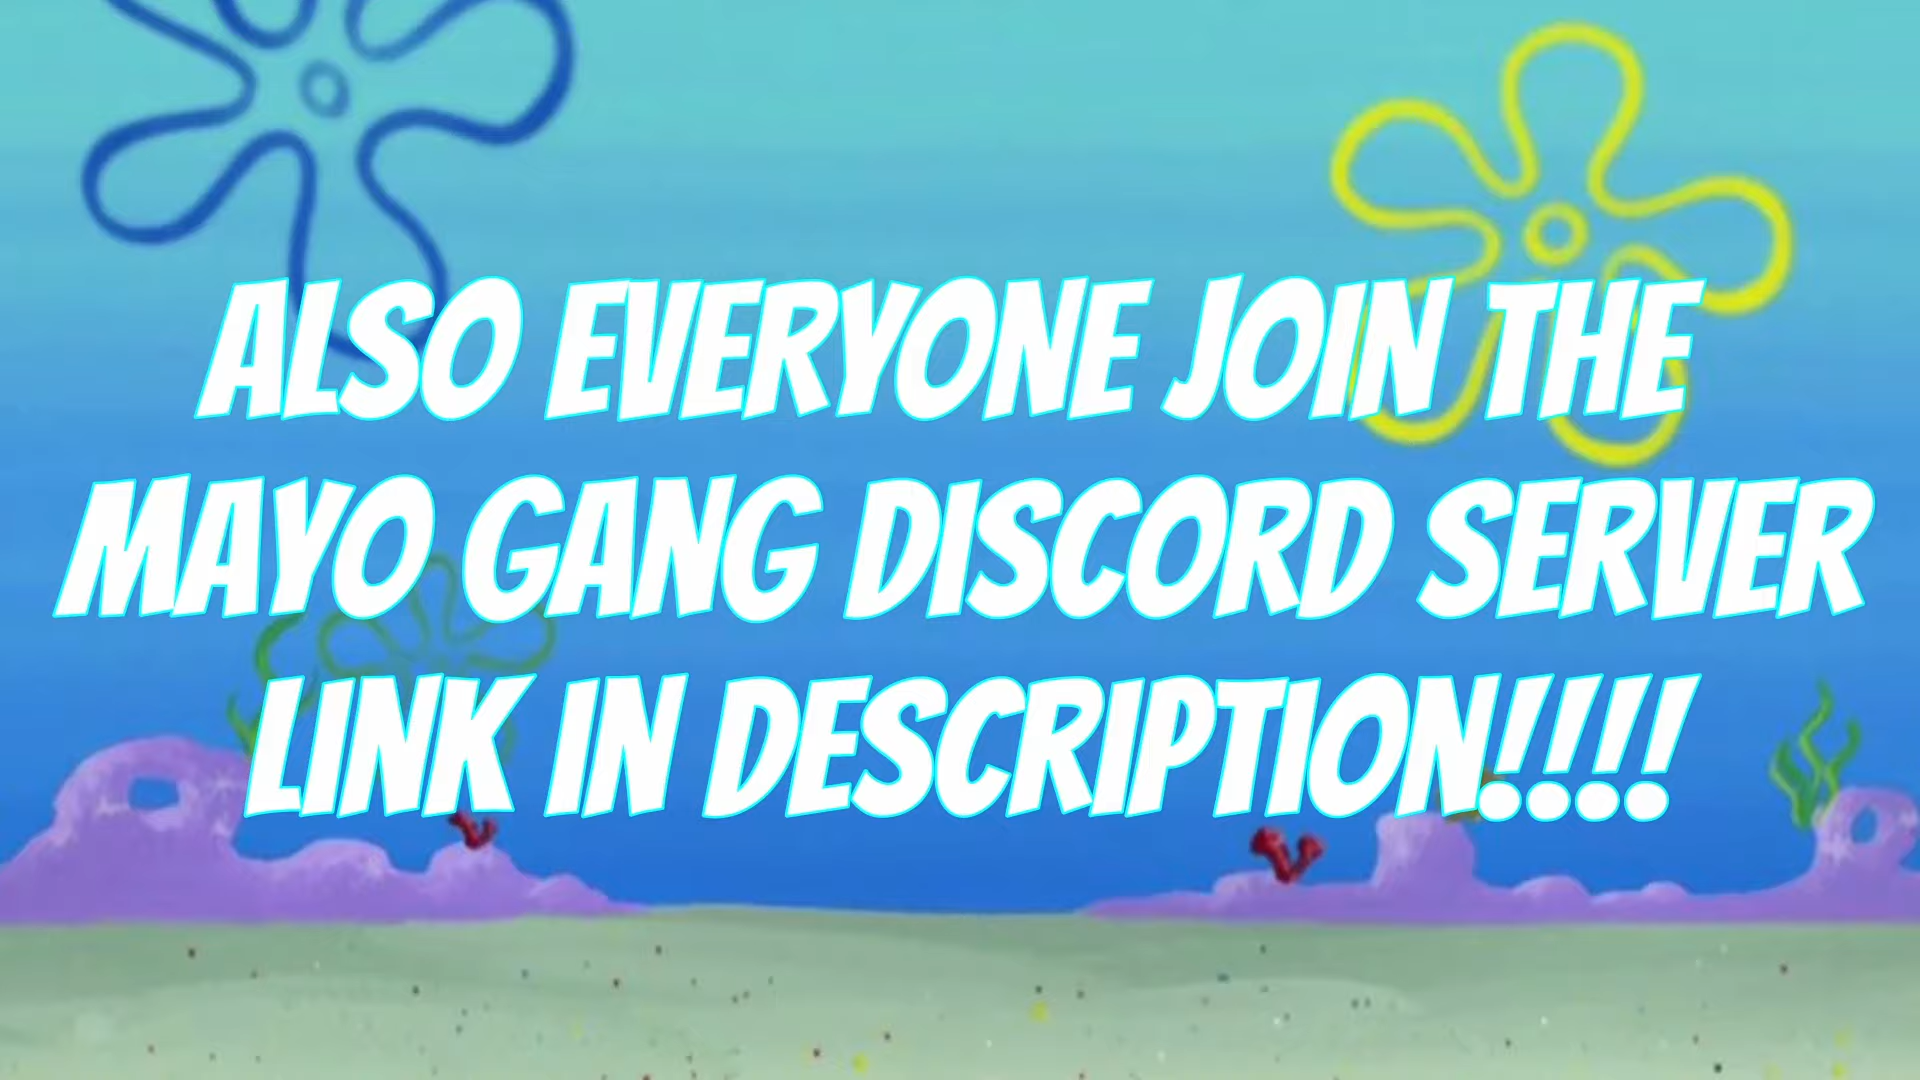 ALSO EVERYONE JOIN THE
MAYO GANG DISCORD SERVER
LINK IN DESCRIPTION!!!!